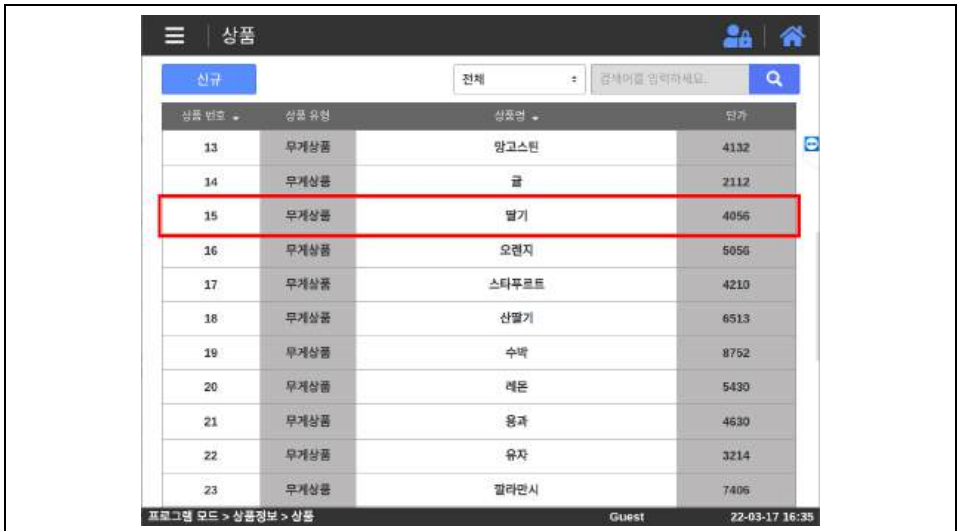 상품
신규 전체 검색어를 입력하세요.
상품 번호 상품 유형 상품명 단가
13 무게상품 망고스틴 4132
14 무게상품 귤 2112
15 무게상품 딸기 4056
16 무게상품 오렌지 5056
17 무게상품 스타푸르트 4210
18 무게상품 산딸기 6513
19 무게상품 수박 8752
20 무게상품 레몬 5430
21 무게상품 용과 4630
22 무게상품 유자 3214
23 무게상품 깔라만시 7406
프로그램 모드 > 상품정보 > 상품 Guest 22-03-17 16:35